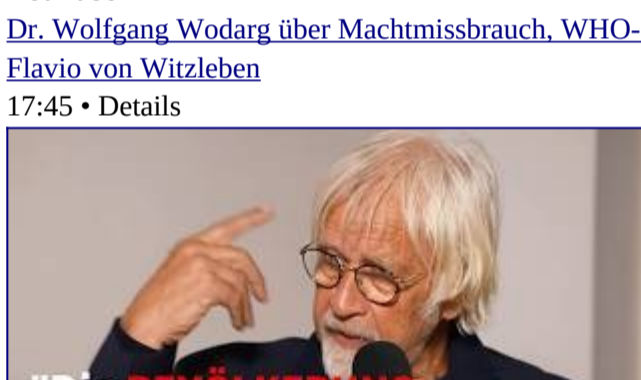 Dr. Wolfgang Wodarg über Machtmissbrauch, WHO-
Flavio von Witzleben
17:45 • Details